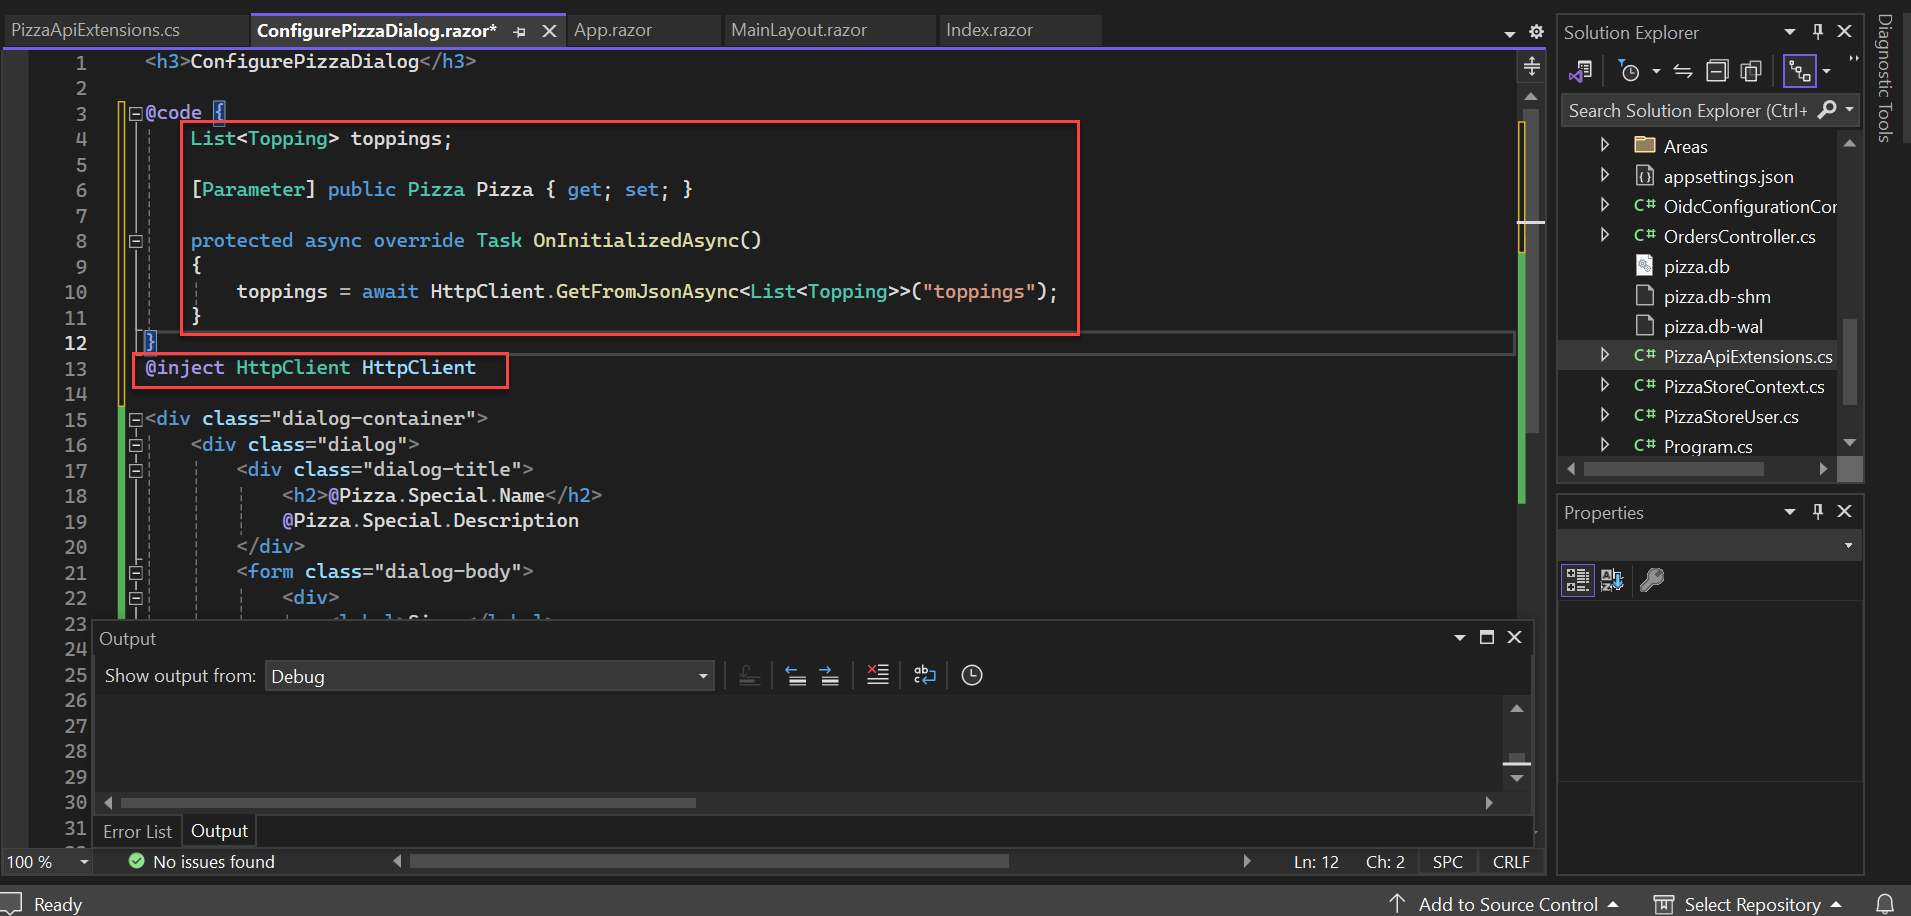 PizzaApiExtensions.cs
ConfigurePizzaDialog.razor*
App.razor
MainLayout.razor
Index.razor
1 <h3>ConfigurePizzaDialog</h3>
2
3 @code {
4 List<Topping> toppings;
5
6 [Parameter] public Pizza Pizza { get; set; }
7
8 protected async override Task OnInitializedAsync()
9 {
10 toppings = await HttpClient.GetFromJsonAsync<List<Topping>>("toppings");
11 }
12 }
13 @inject HttpClient HttpClient
14
15 <div class="dialog-container">
16 <div class="dialog">
17 <div class="dialog-title">
18 <h2>@Pizza.Special.Name</h2>
19 @Pizza.Special.Description
20 </div>
21 <form class="dialog-body">
22 <div>
23
24
25
26
27
28
29
30
31
Output
Show output from: Debug
Error List
Output
100 %
No issues found
Ln: 12
Ch: 2
SPC
CRLF
Solution Explorer
Search Solution Explorer (Ctrl+
Areas
appsettings.json
C# OidcConfigurationCor
C# OrdersController.cs
pizza.db
pizza.db-shm
pizza.db-wal
C# PizzaApiExtensions.cs
C# PizzaStoreContext.cs
C# PizzaStoreUser.cs
C# Program.cs
Properties
Diagnostic Tools
Ready
Add to Source Control
Select Repository